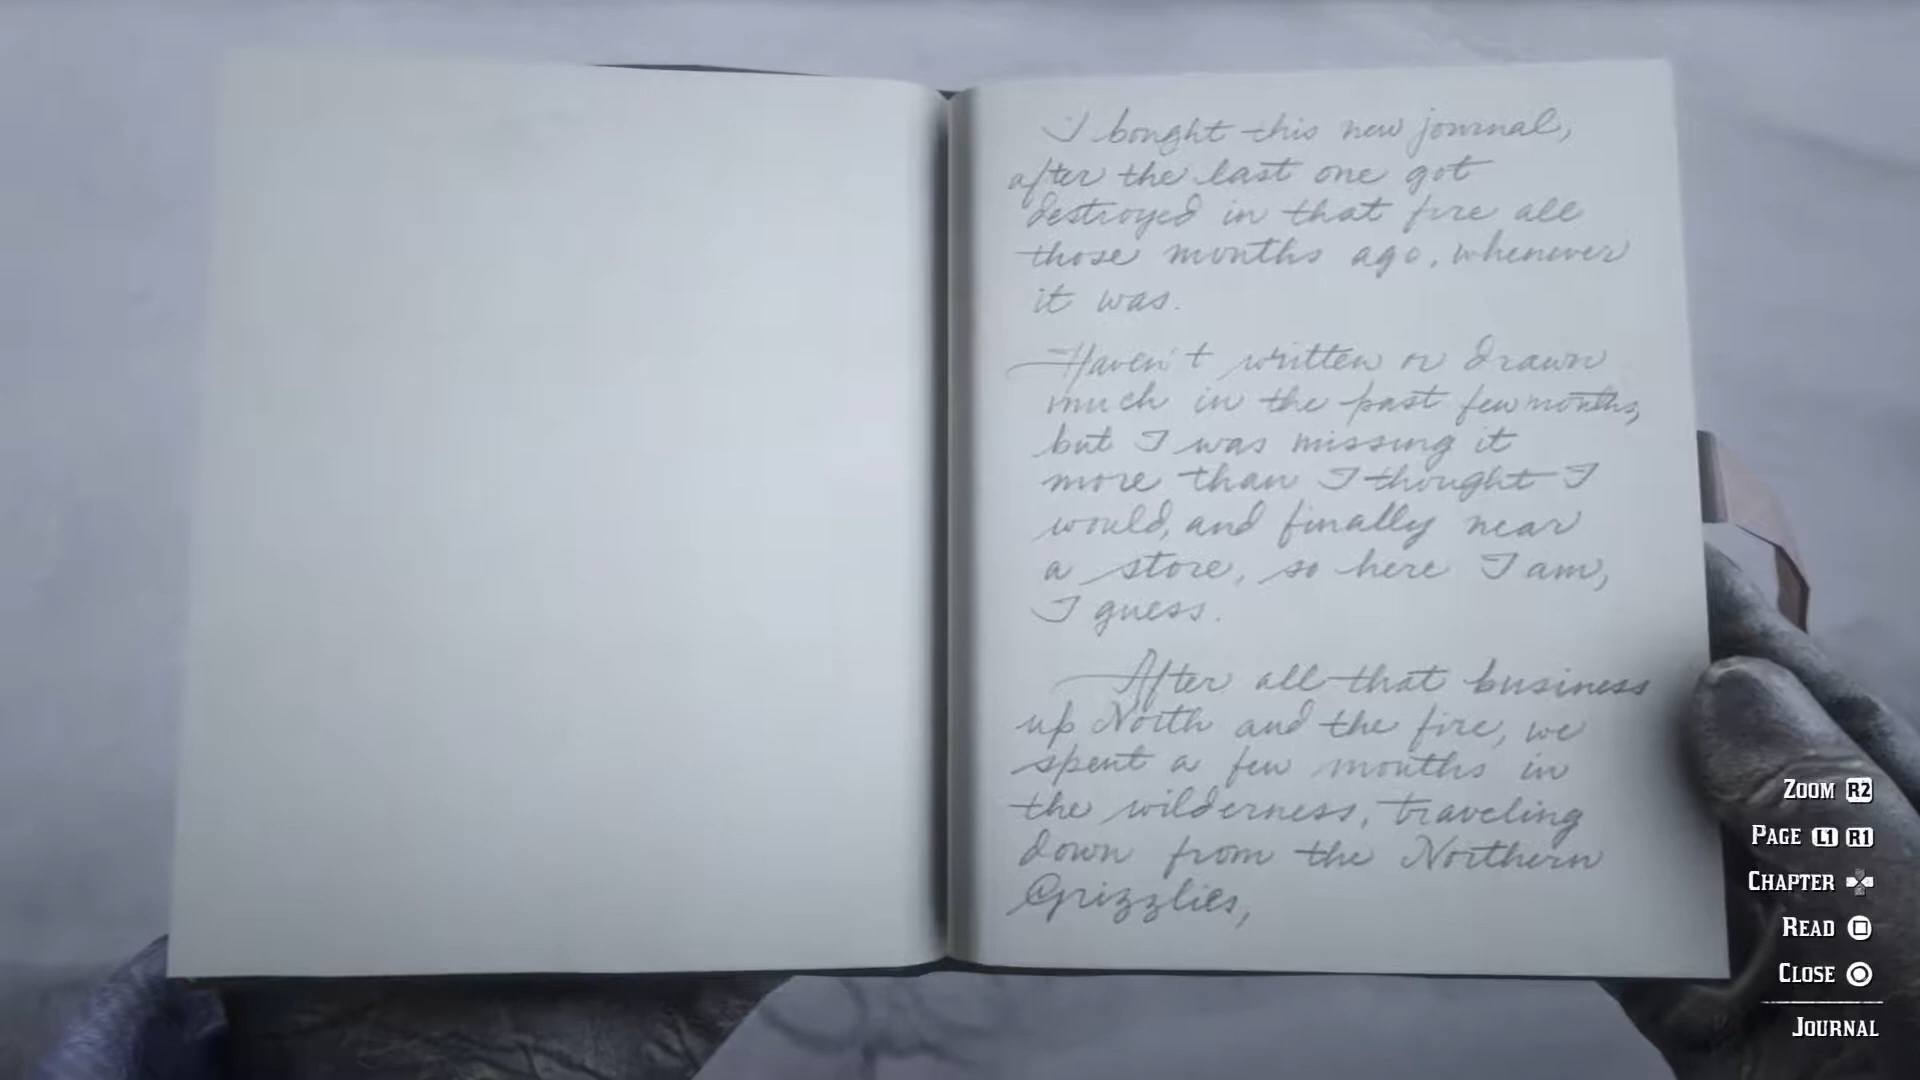 I bought this new journal,
after the last one got
destroyed in that fire all
those months ago, whenever
it was.
Haven't written or drawn
much in the past few months,
but I was missing it
more than I thought I
would, and finally near
a store, so here I am,
I guess.
After all that business
up North and the fire, we
spent a few months in
the wilderness, traveling
down from the Northern
Grizzlies,
ZOOM R2
PAGE L1 R1
CHAPTER
READ
CLOSE
JOURNAL